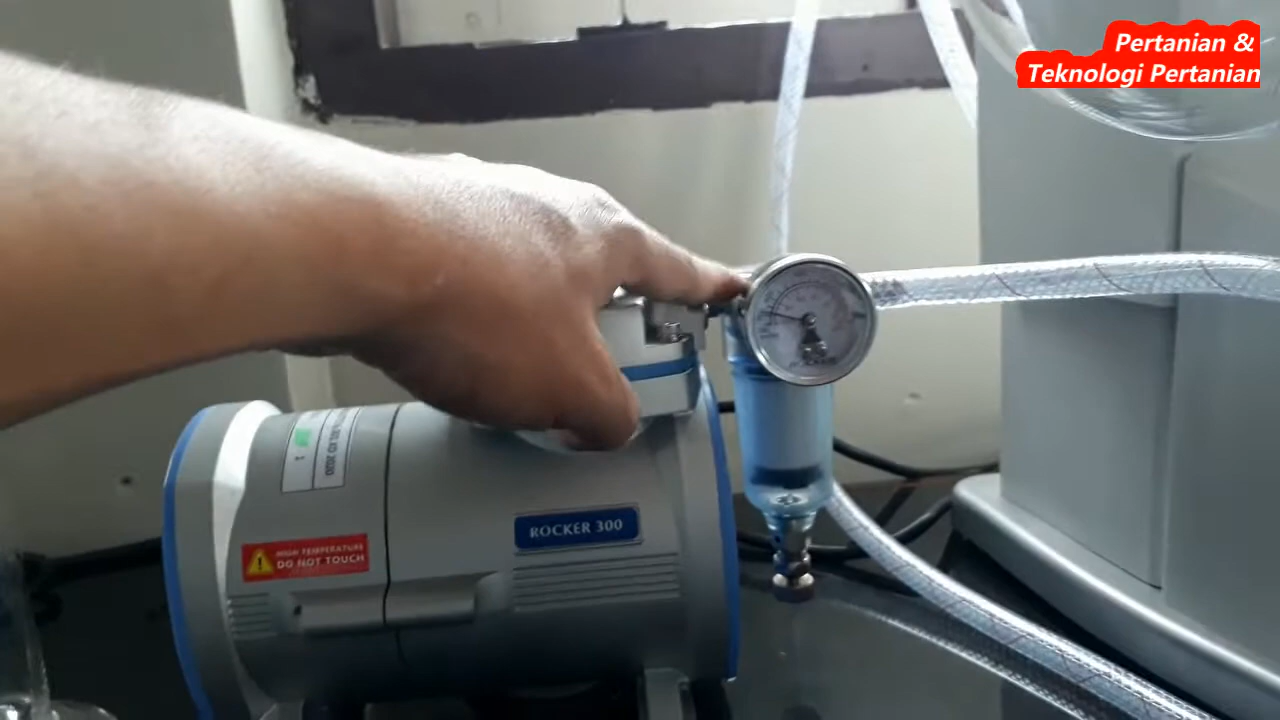 Pertanian &
Teknologi Pertanian
HIGH TEMPERATURE
DO NOT TOUCH
ROCKER 300